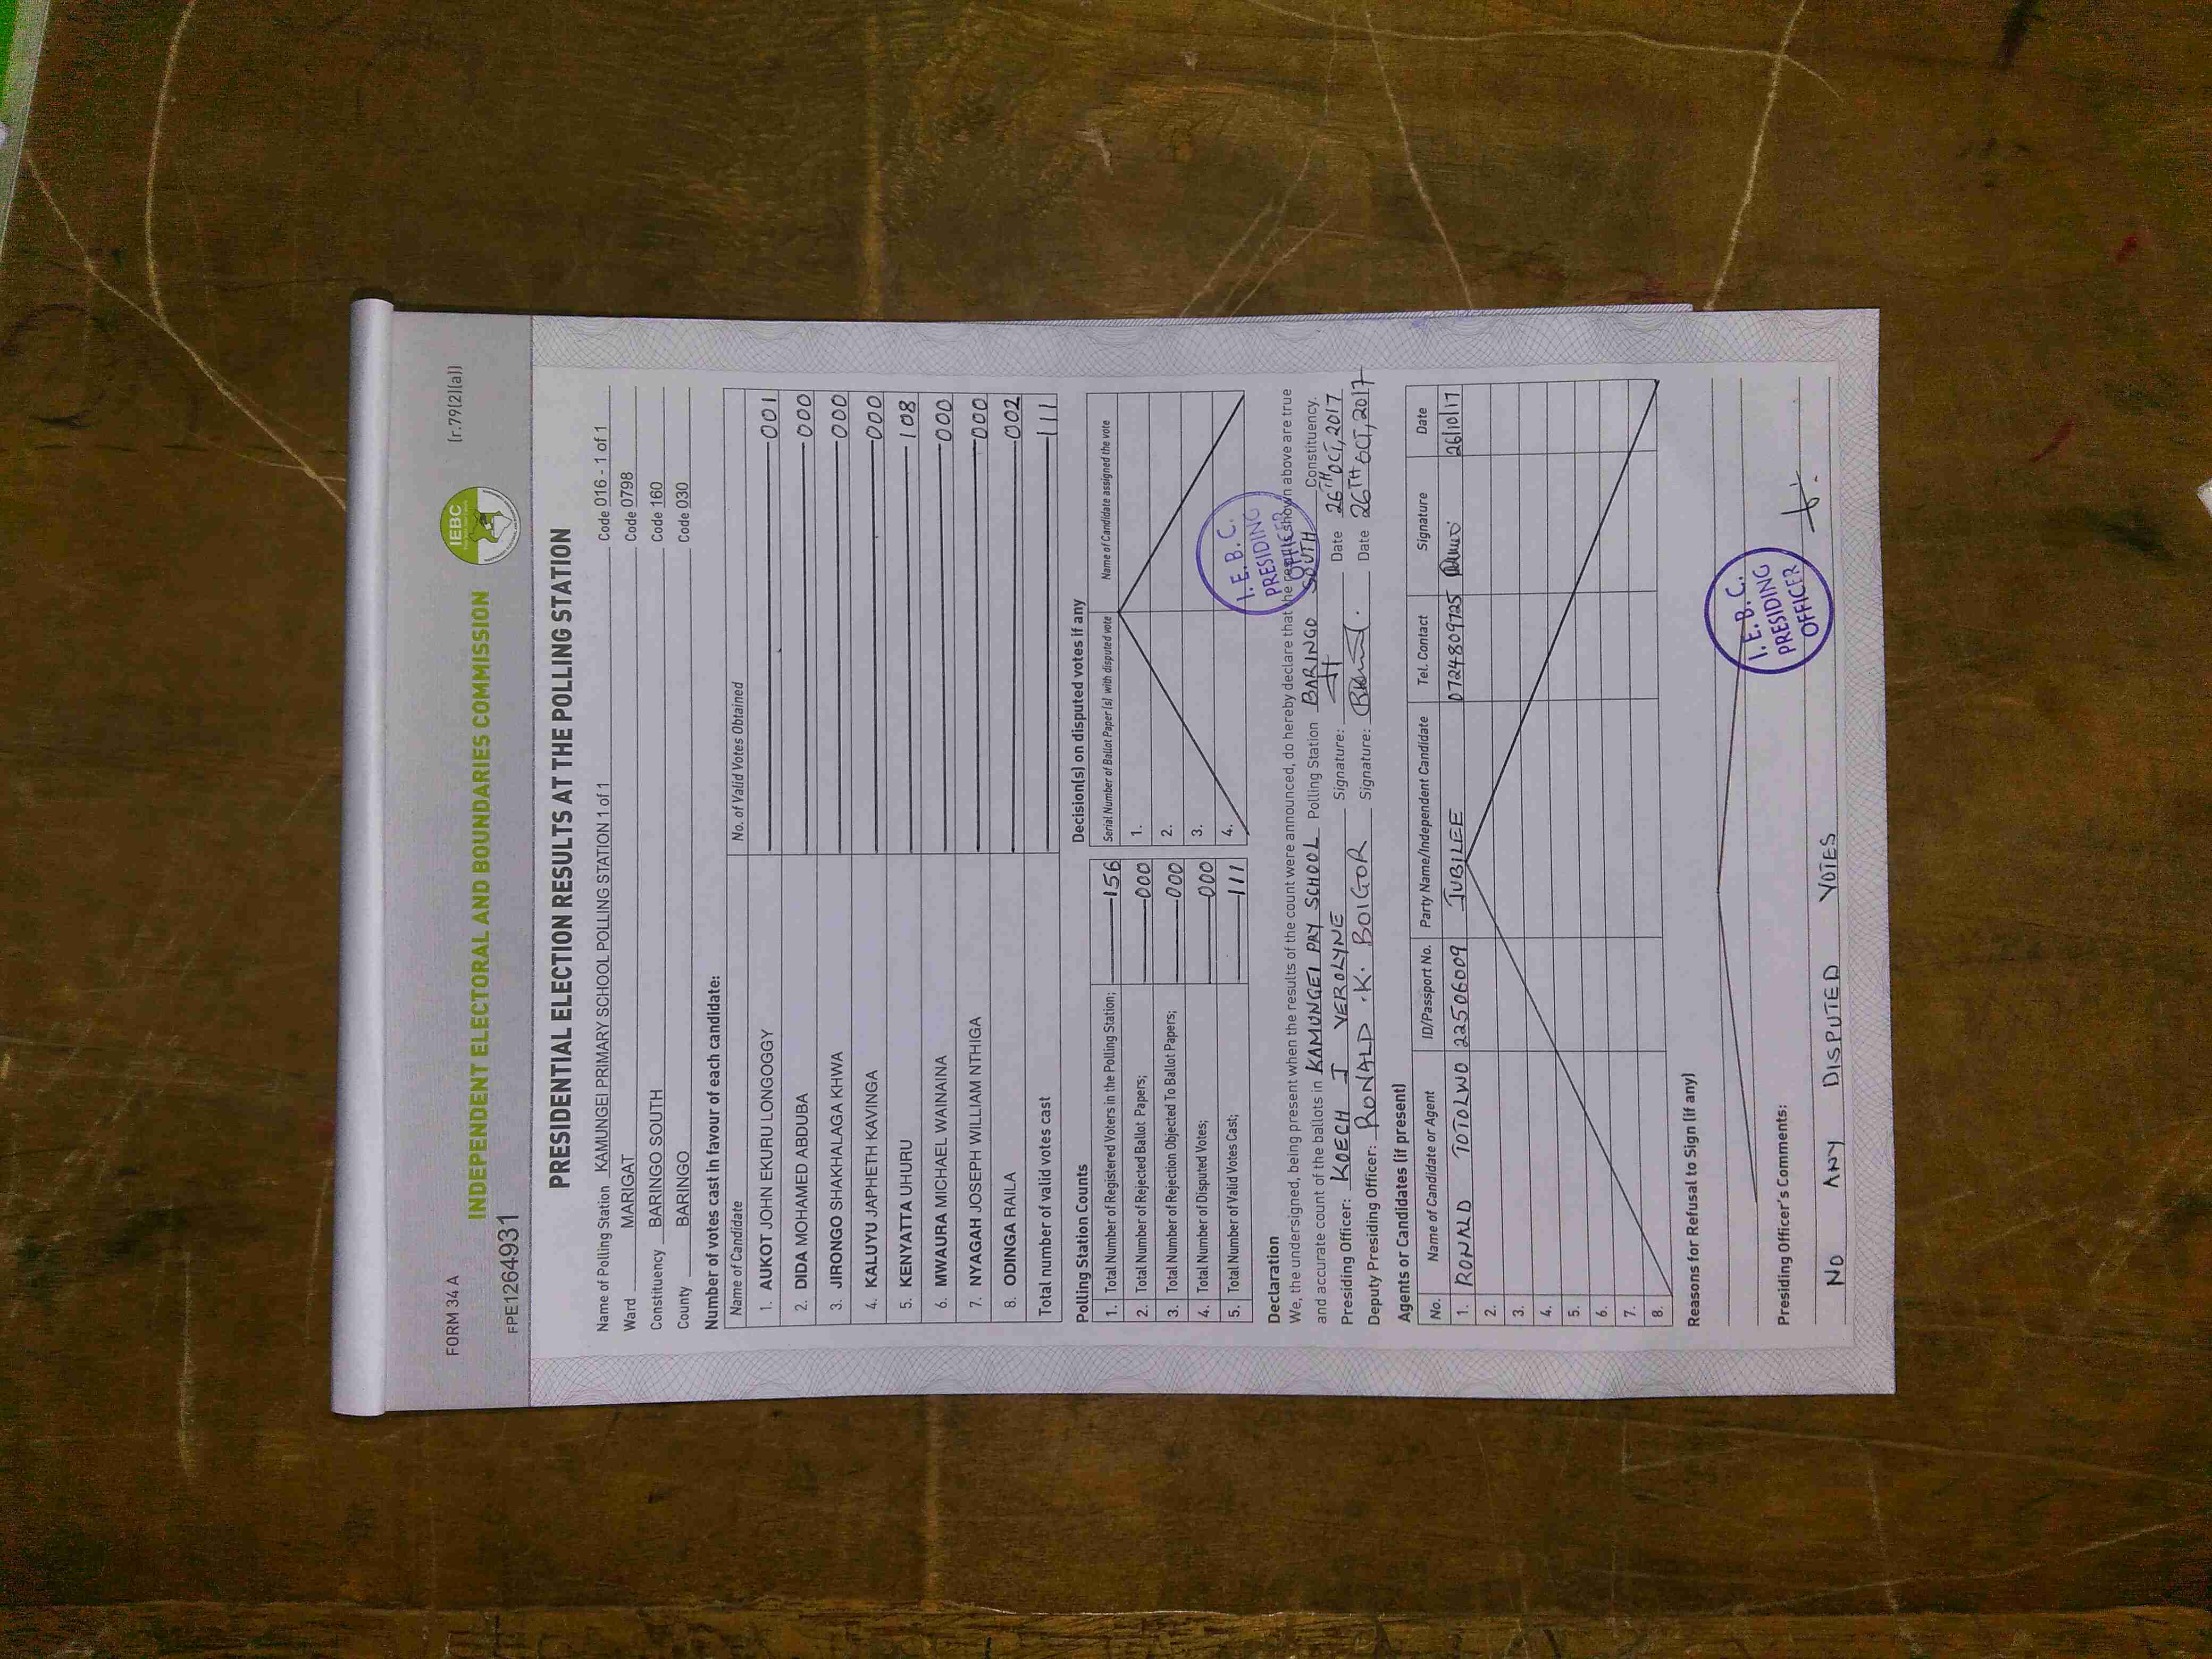 FORM 34 A
(r.79(2)(a))
INDEPENDENT ELECTORAL AND BOUNDARIES COMMISSION
IEBC
FPE1264931
PRESIDENTIAL ELECTION RESULTS AT THE POLLING STATION
Name of Polling Station KAMUNGEI PRIMARY SCHOOL POLLING STATION 1 of 1 Code 016 - 1 of 1
Ward MARIGAT Code 0798
Constituency BARINGO SOUTH Code 160
County BARINGO Code 030
Number of votes cast in favour of each candidate:
Name of Candidate No. of Valid Votes Obtained
1. AUKOT JOHN EKURU LONGOGGY 001
2. DIDA MOHAMED ABDUBA 000
3. JIRONGO SHAKHALAGA KHWA 000
4. KALUYU JAPHETH KAVINGA 000
5. KENYATTA UHURU 108
6. MWAURA MICHAEL WAINAINA 000
7. NYAGAH JOSEPH WILLIAM NTHIGA 000
8. ODINGA RAILA 002
Total number of valid votes cast 111
Polling Station Counts
1. Total Number of Registered Voters in the Polling Station; 156
2. Total Number of Rejected Ballot Papers; 000
3. Total Number of Rejection Objected To Ballot Papers; 000
4. Total Number of Disputed Votes; 000
5. Total Number of Valid Votes Cast; 111
Decision(s) on disputed votes if any
Serial Number of Ballot Paper (s) with disputed vote Name of Candidate assigned the vote
1.
2.
3.
4.
I.E.B.C.
PRESIDING
OFFICER
Declaration
We, the undersigned, being present when the results of the count were announced, do hereby declare that the results shown above are true
and accurate count of the ballots in KAMUNGEI PRY SCHOOL Polling Station BARINGO SOUTH Constituency.
Presiding Officer: KOECH J VEROLYNE Signature: Date 26TH OCT, 2017
Deputy Presiding Officer: RONALD .K. BOIGOR Signature: Date 26TH OCT, 2017
Agents or Candidates (if present)
No. Name of Candidate or Agent ID/Passport No. Party Name/Independent Candidate Tel. Contact Signature Date
1. RONALD TOTOLWO 22506009 JUBILEE 0724809725 26/10/17
2.
3.
4.
5.
6.
7.
8.
Reasons for Refusal to Sign (if any)
Presiding Officer's Comments:
I.E.B.C.
PRESIDING
OFFICER
NO ANY DISPUTED VOTES